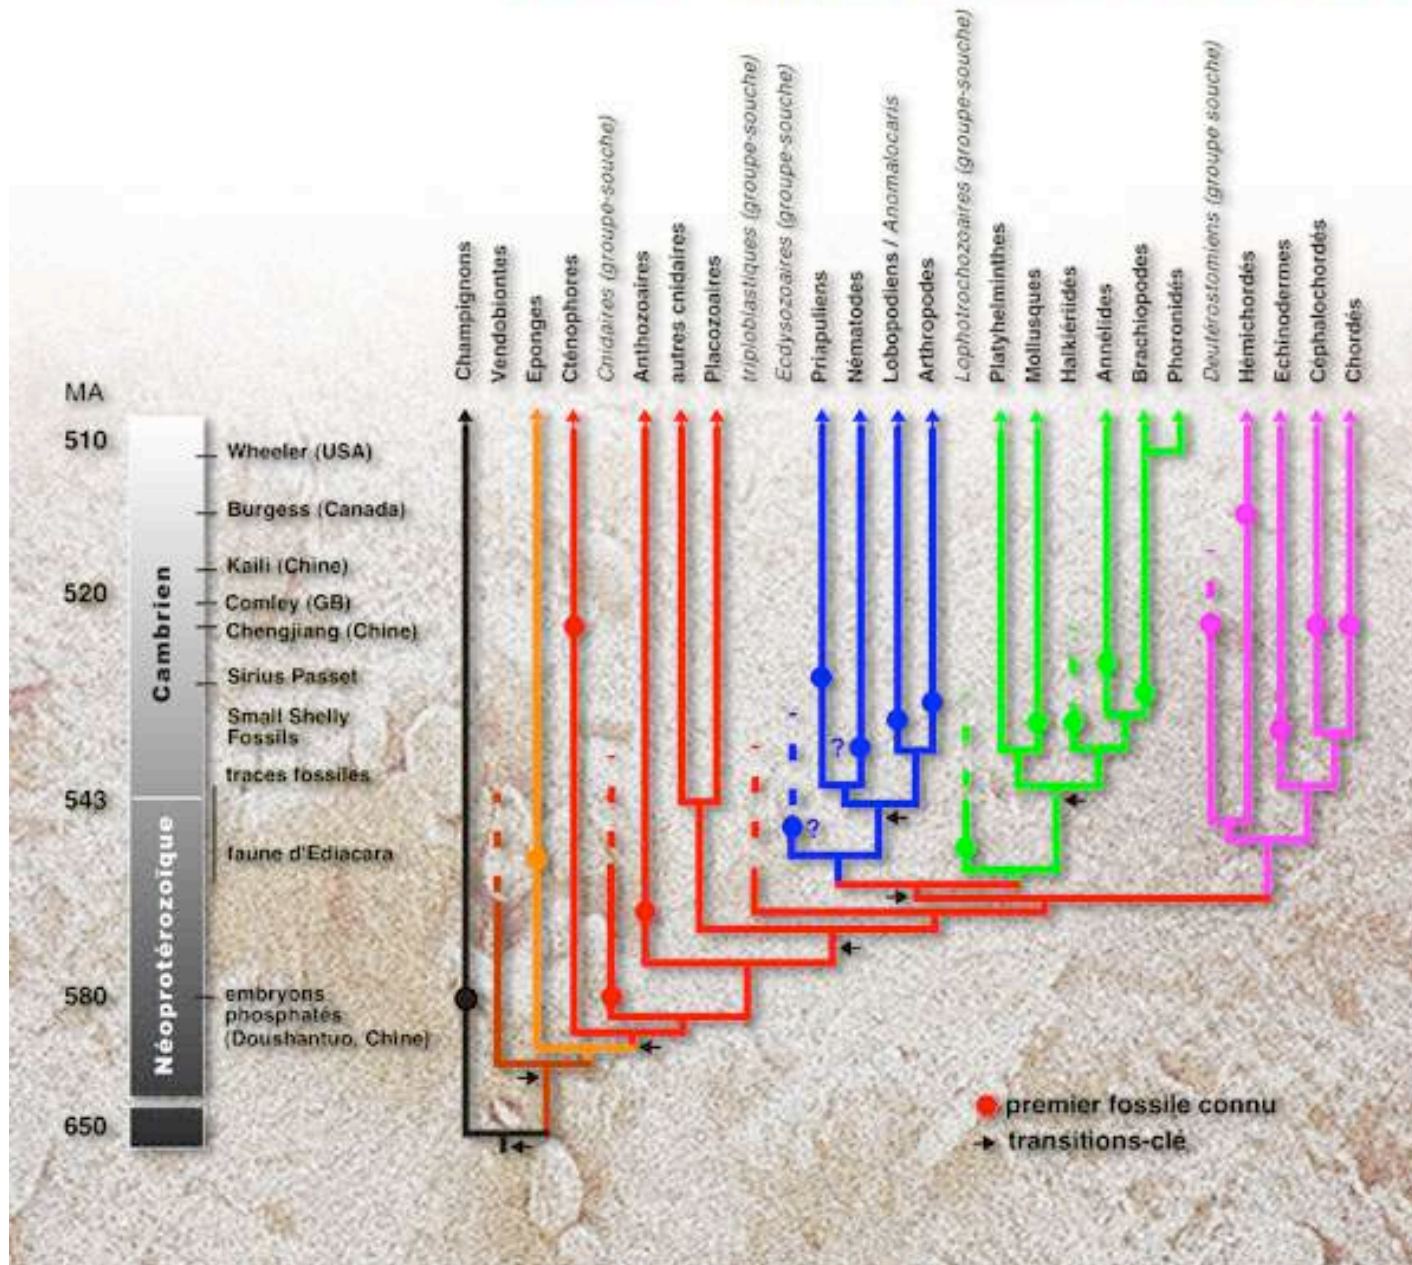 Champignons
Vendobiontes
Eponges
Cténophores
Cnidaires (groupe-souche)
Anthozoaires
autres cnidaires
Placozoaires
triploblastiques (groupe-souche)
Ecdysozoaires (groupe-souche)
Priapuliens
Nématodes
Lobopodiens / Anomalocaris
Arthropodes
Lophotrochozoaires (groupe-souche)
Platyhelminthes
Mollusques
Halkiériidés
Annélides
Brachiopodes
Phoronidés
Deutérostomiens (groupe souche)
Hémichordés
Echinodermes
Céphalochordés
Chordés
MA
510
520
543
580
650
Cambrien
Néoprotérozoïque
Wheeler (USA)
Burgess (Canada)
Kaili (Chine)
Comley (GB)
Chengjiang (Chine)
Sirius Passet
Small Shelly
Fossils
traces fossiles
faune d'Ediacara
embryons
phosphatés
(Doushantuo, Chine)
?
?
premier fossile connu
transitions-clé